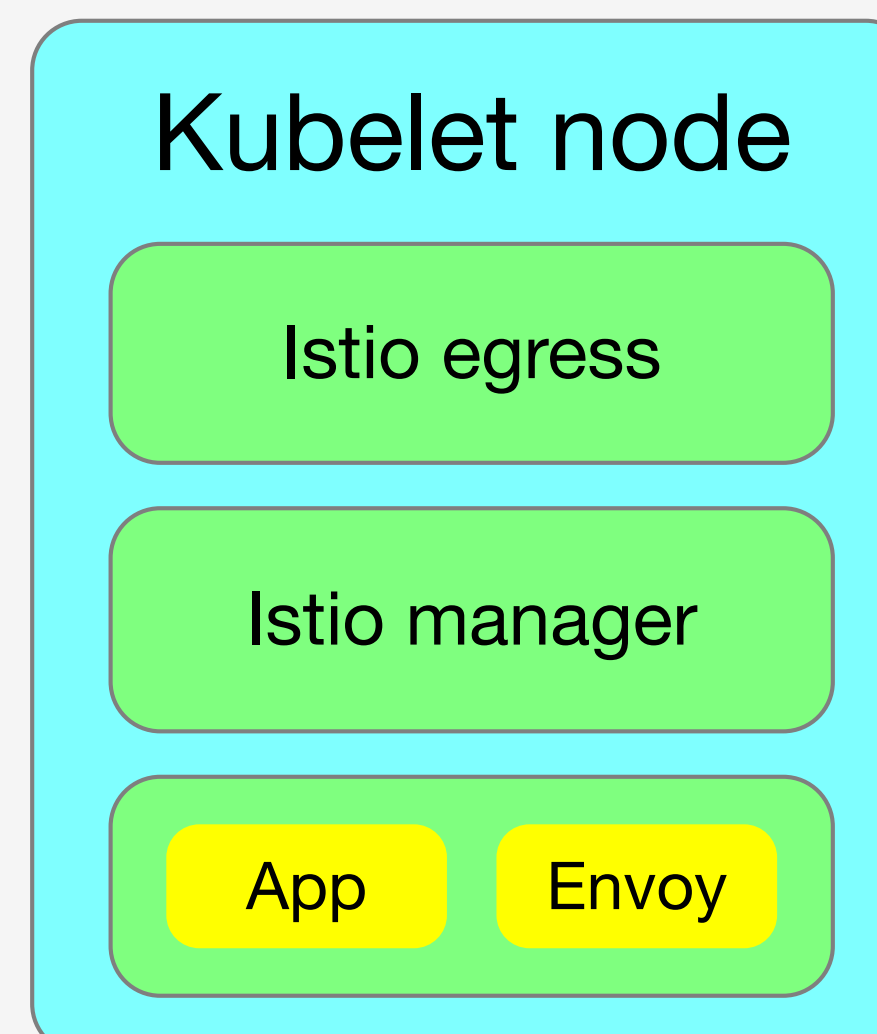 Kubelet node
Istio egress
Istio manager
App Envoy